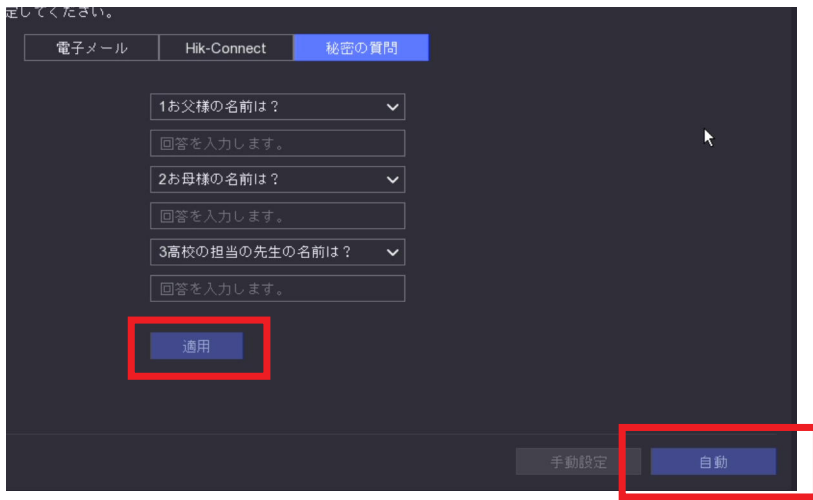 定してください。
電子メール Hik-Connect 秘密の質問
1お父様の名前は？
回答を入力します。
2お母様の名前は？
回答を入力します。
3高校の担当の先生の名前は？
回答を入力します。
適用
手動設定 自動